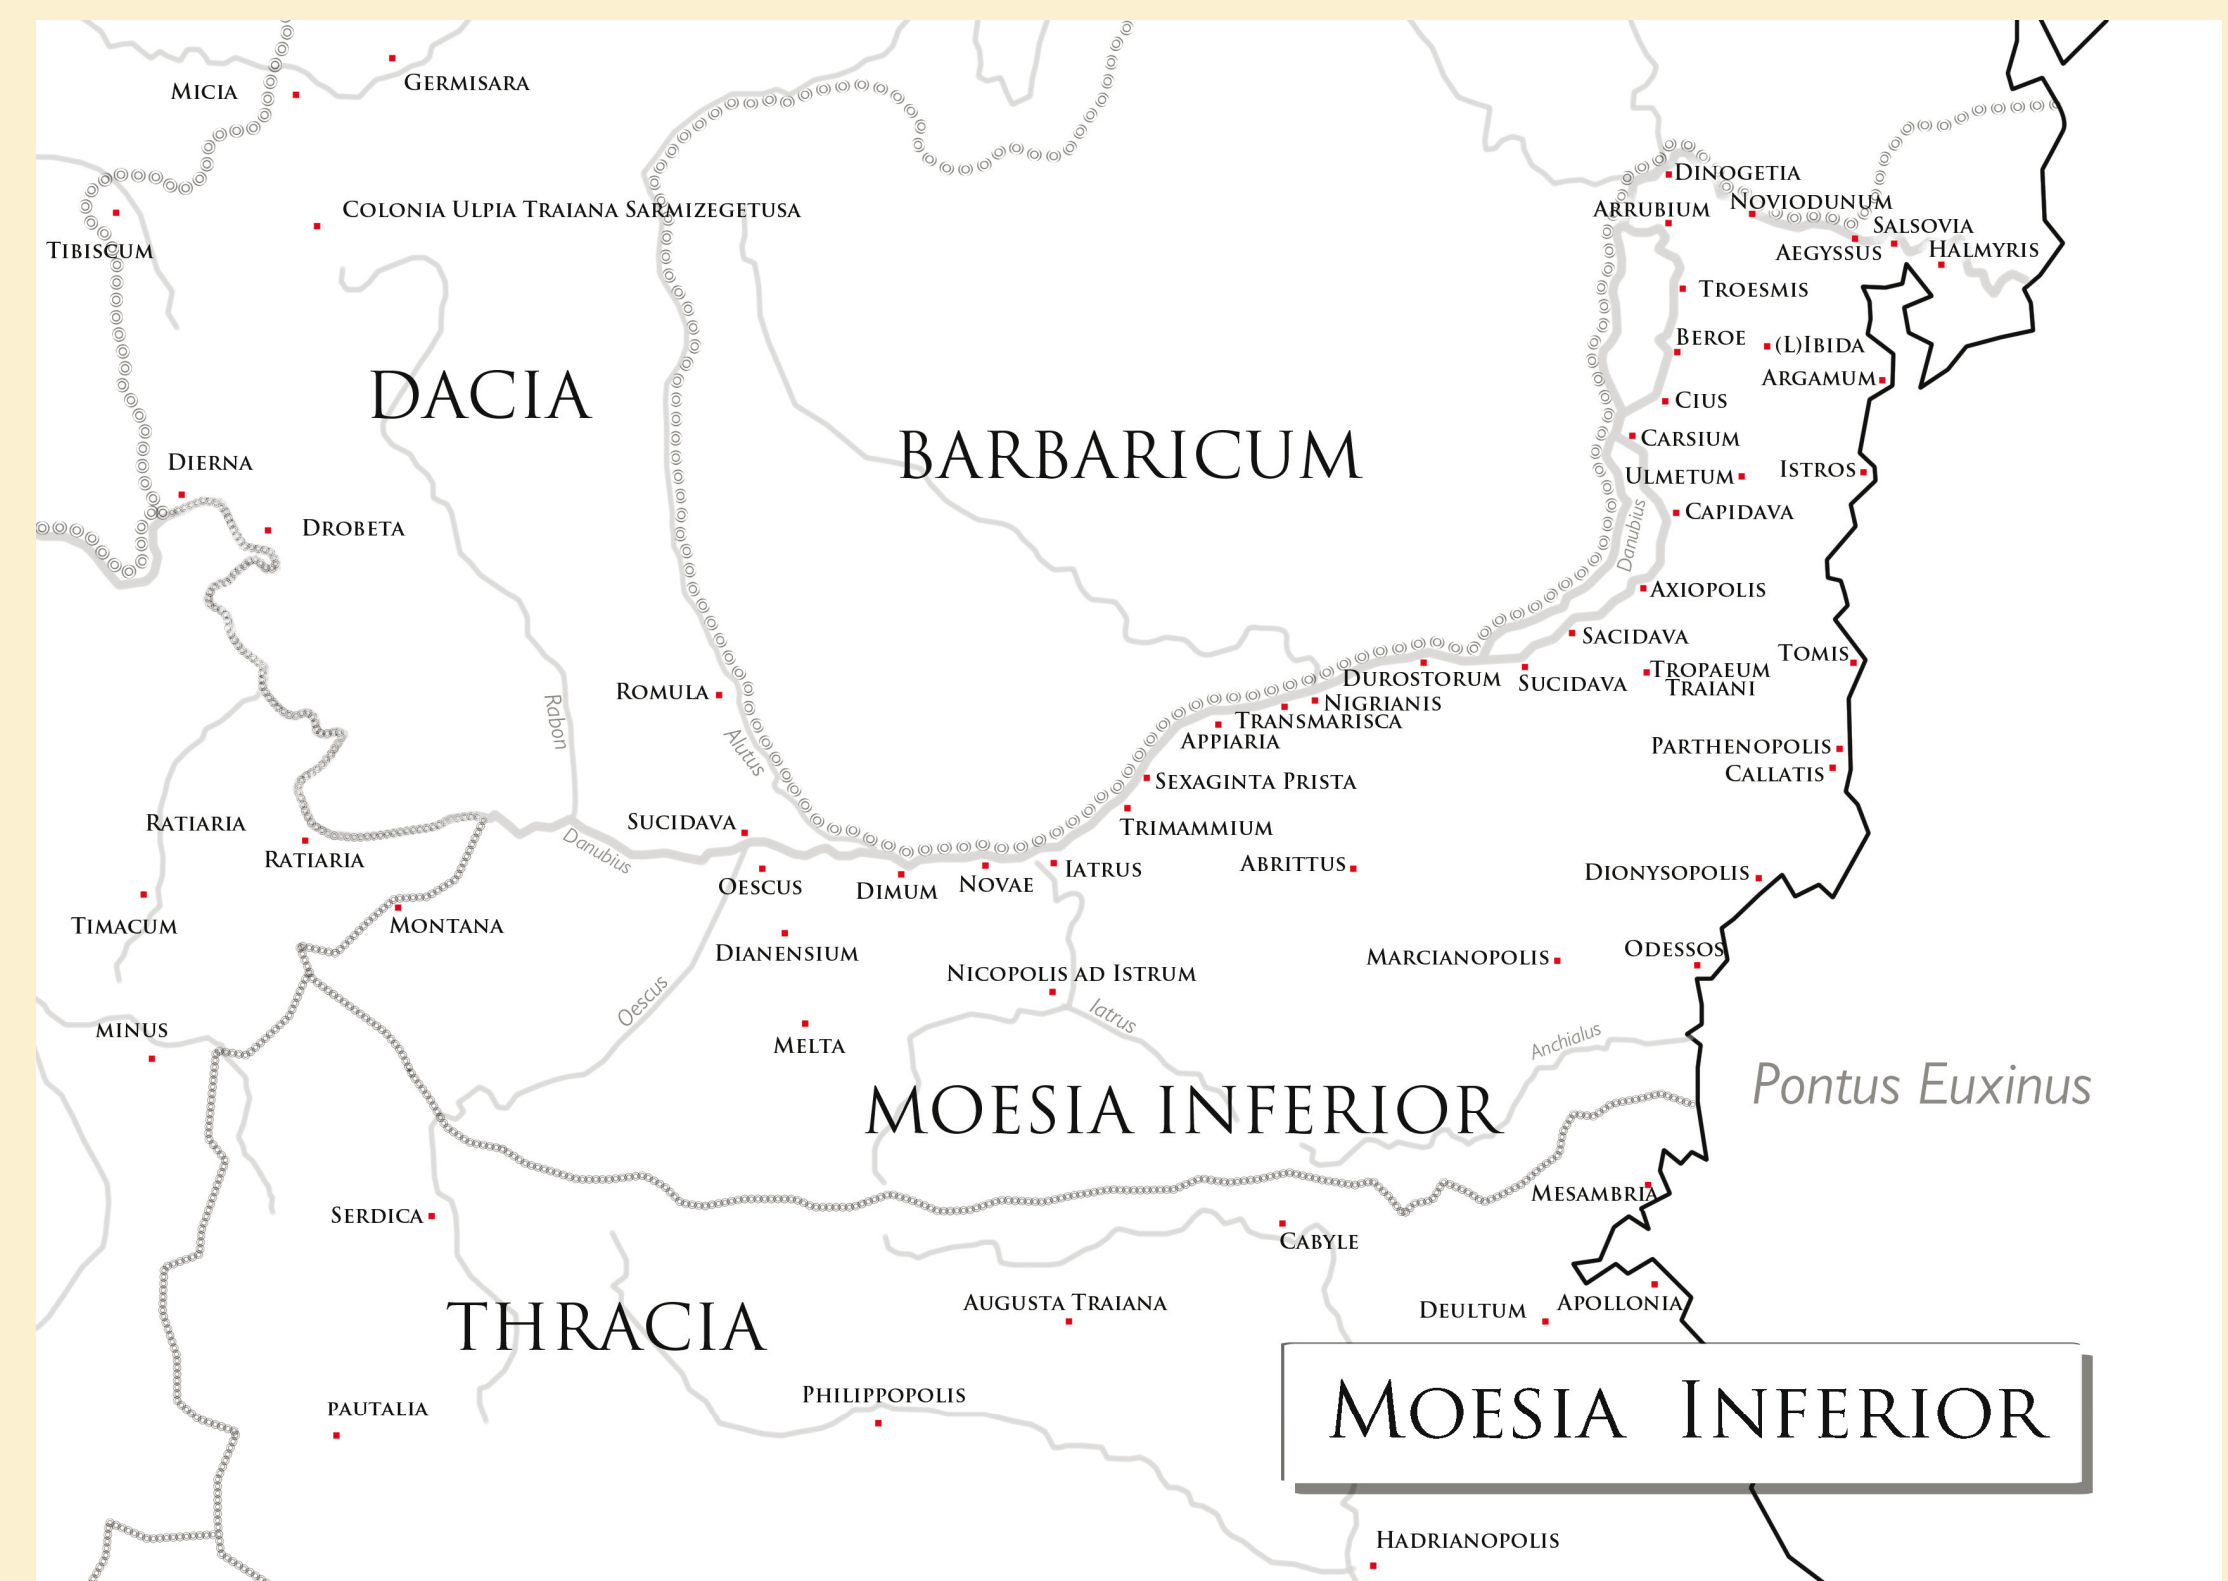 Micia
Germisara
Colonia Ulpia Traiana Sarmizegetusa
Tibiscum
Dinogetia
Noviodunum
Arrubium
Salsovia
Aegyssus
Halmyris
Troesmis
Beroe
(L)Ibida
Argamum
DACIA
BARBARICUM
Cius
Carsium
Dierna
Ulmetum
Istros
Capidava
Drobeta
Danubius
Axiopolis
Sacidava
Tomis
Tropaeum
Traiani
Durostorum
Sucidava
Romula
Nigrianis
Transmarisca
Appiaria
Rabon
Alutus
Parthenopolis
Callatis
Sexaginta Prista
Ratiaria
Sucidava
Trimammium
Danubius
Ratiaria
Abrittus
Iatrus
Dionysopolis
Oescus
Dimum
Novae
Timacum
Montana
Dianensium
Marcianopolis
Odessos
Nicopolis ad Istrum
Oescus
Iatrus
minus
Melta
Anchialus
Pontus Euxinus
MOESIA INFERIOR
Mesambria
Serdica
Cabyle
Augusta Traiana
Deultum
Apollonia
THRACIA
Philippopolis
pautalia
Moesia Inferior
Hadrianopolis